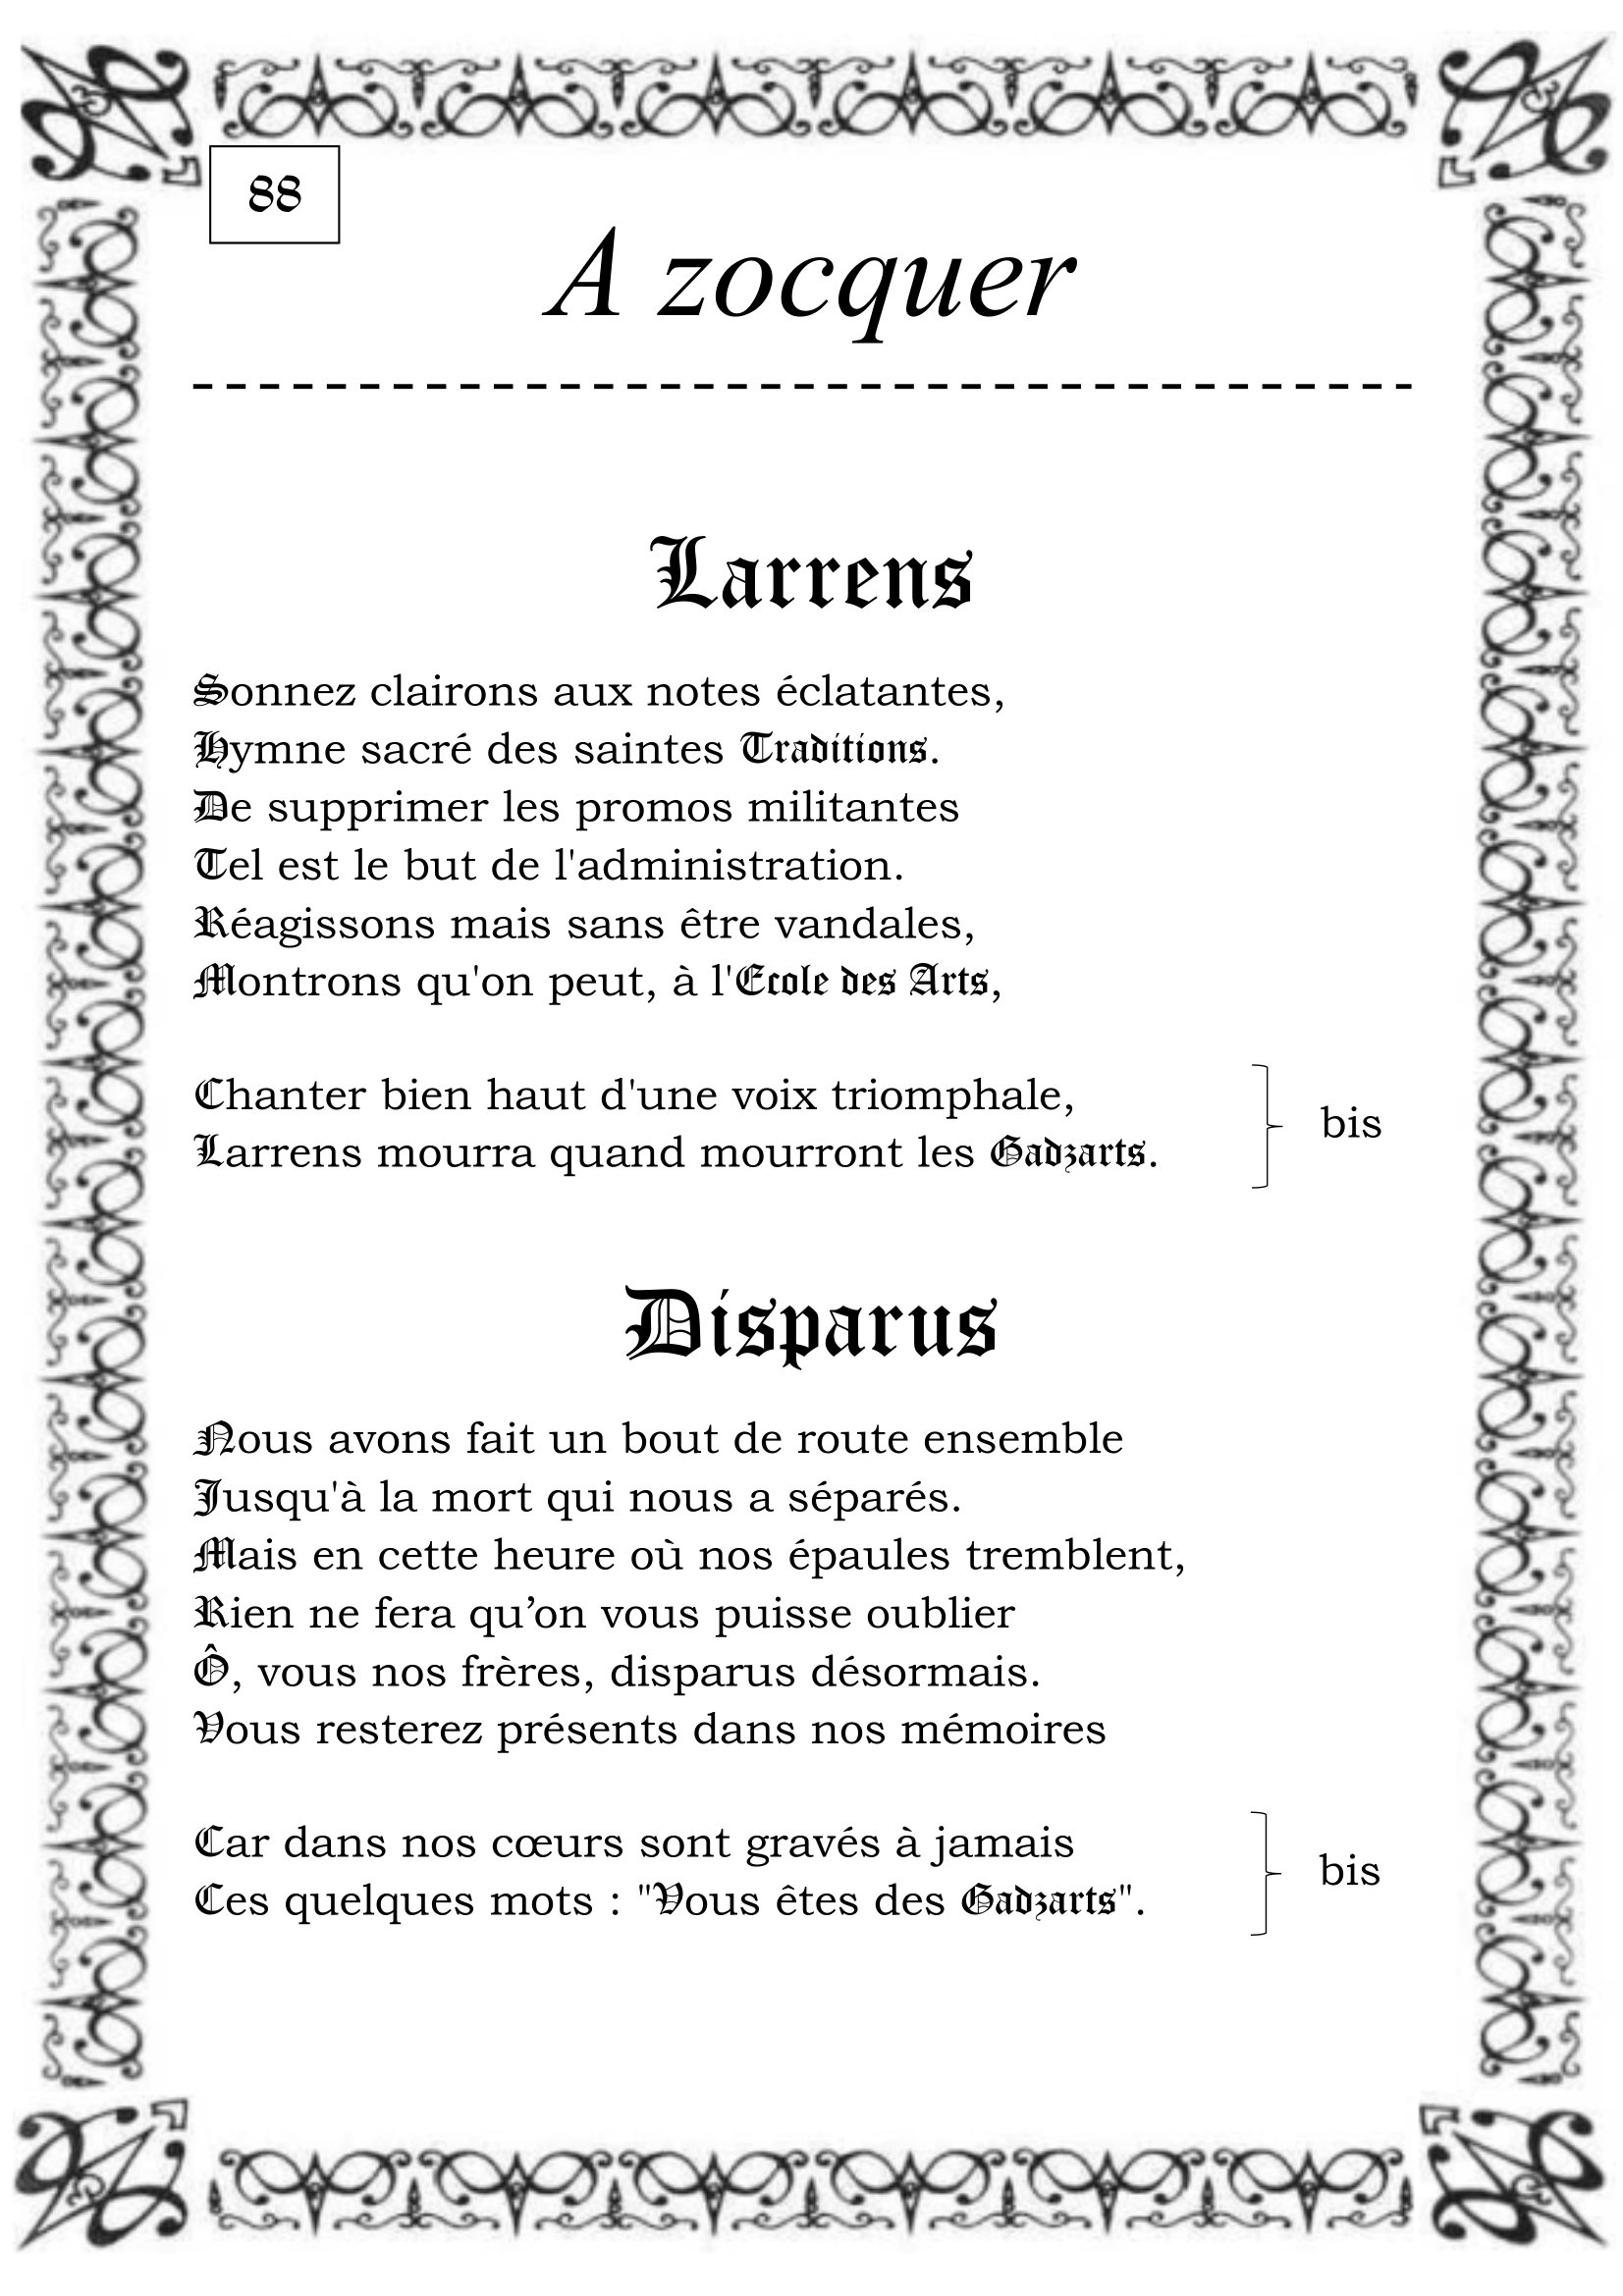 88
A zocquer
Larrens
Sonnez clairons aux notes éclatantes,
Hymne sacré des saintes Traditions.
De supprimer les promos militantes
Tel est le but de l'administration.
Réagissons mais sans être vandales,
Montrons qu'on peut, à l'Ecole des Arts,
Chanter bien haut d'une voix triomphale,
Larrens mourra quand mourront les Gadzarts.
bis
Disparus
Nous avons fait un bout de route ensemble
Jusqu'à la mort qui nous a séparés.
Mais en cette heure où nos épaules tremblent,
Rien ne fera qu’on vous puisse oublier
Ô, vous nos frères, disparus désormais.
Vous resterez présents dans nos mémoires
Car dans nos cœurs sont gravés à jamais
Ces quelques mots : "Vous êtes des Gadzarts".
bis